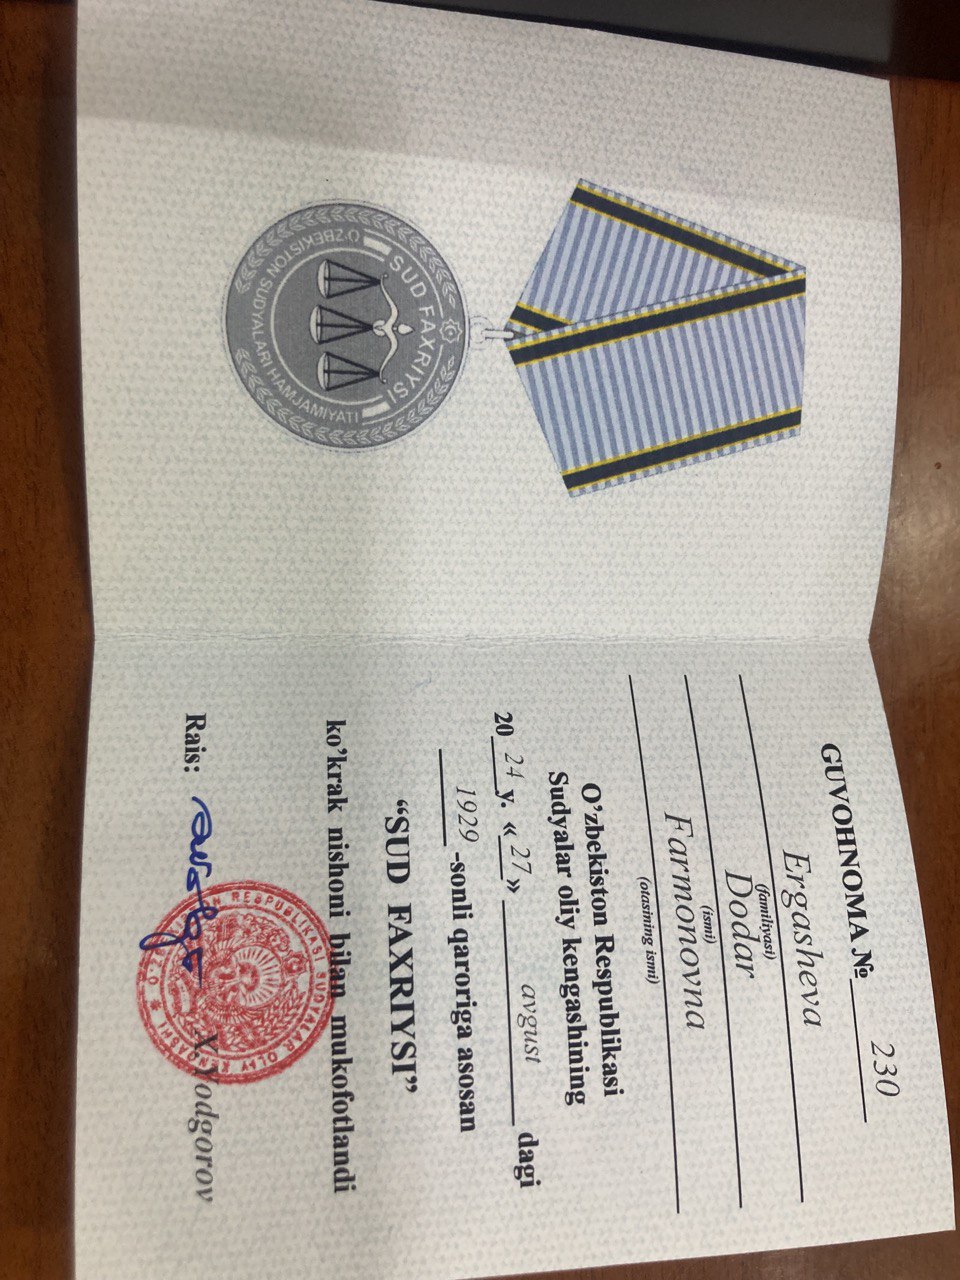 SUD FAXRIYSI
O'ZBEKISTON SUDYALARI HAMJAMIYATI
GUVOHNOMA № 230
Ergasheva
(familiyasi)
Dodar
(ismi)
Farmonovna
(otasining ismi)
O’zbekiston Respublikasi
Sudyalar oliy kengashining
20 24 y. «27» avgust dagi
1929 -sonli qaroriga asosan
“SUD FAXRIYSI”
ko’krak nishoni bilan mukofotlandi
RESPUBLIKASI SUDYALAR OLIY
Rais: X.Yodgorov